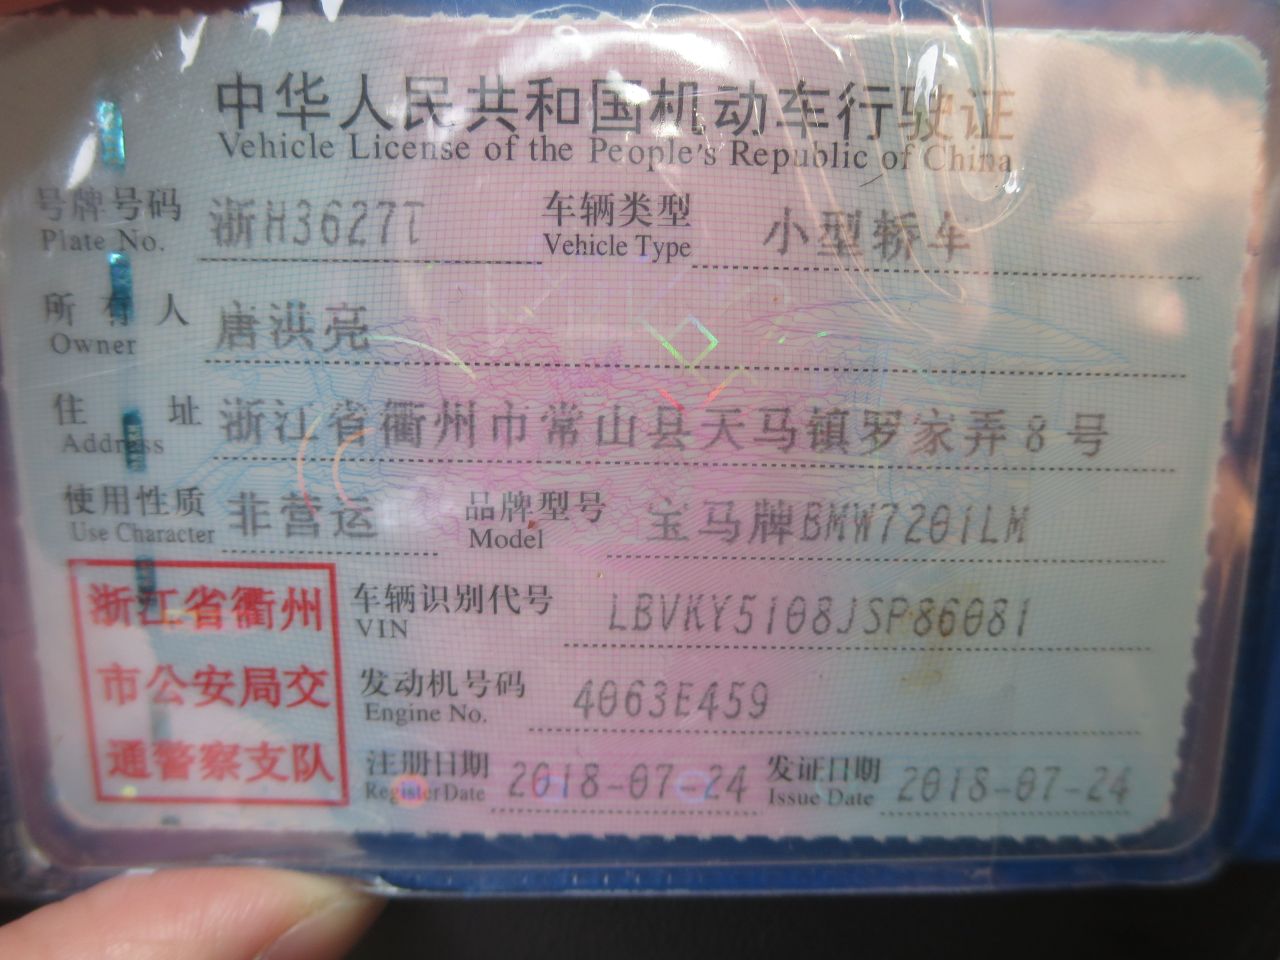 中华人民共和国机动车行驶证
Vehicle License of the People's Republic of China
号牌号码 浙H3627T 车辆类型 小型轿车
Plate No. Vehicle Type
所有人 唐洪亮
Owner
住址 浙江省衢州市常山县天马镇罗家弄8号
Address
使用性质 非营运 品牌型号 宝马牌BMW7201LM
Use Character Model
浙江省衢州
市公安局交
通警察支队
车辆识别代号 LBVKY5108JSP86081
VIN
发动机号码 4063E459
Engine No.
注册日期 2018-07-24 发证日期 2018-07-24
Register Date Issue Date